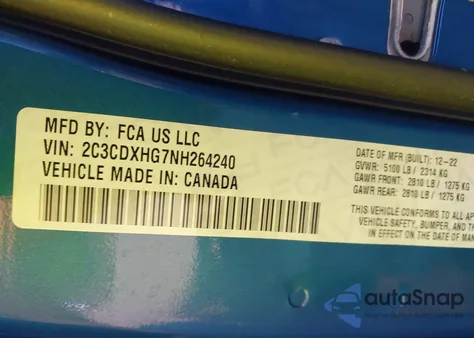 MFD BY: FCA US LLC
VIN: 2C3CDXHG7NH264240
VEHICLE MADE IN: CANADA
DATE OF MFR (BUILT): 12-22
GVWR: 5100 LB / 2314 KG
GAWR FRONT: 2810 LB / 1275 KG
GAWR REAR: 2810 LB / 1275 KG
THIS VEHICLE CONFORMS TO ALL APPL
VEHICLE SAFETY, BUMPER, AND TH
IN EFFECT ON THE DATE OF MAN
autoSnap